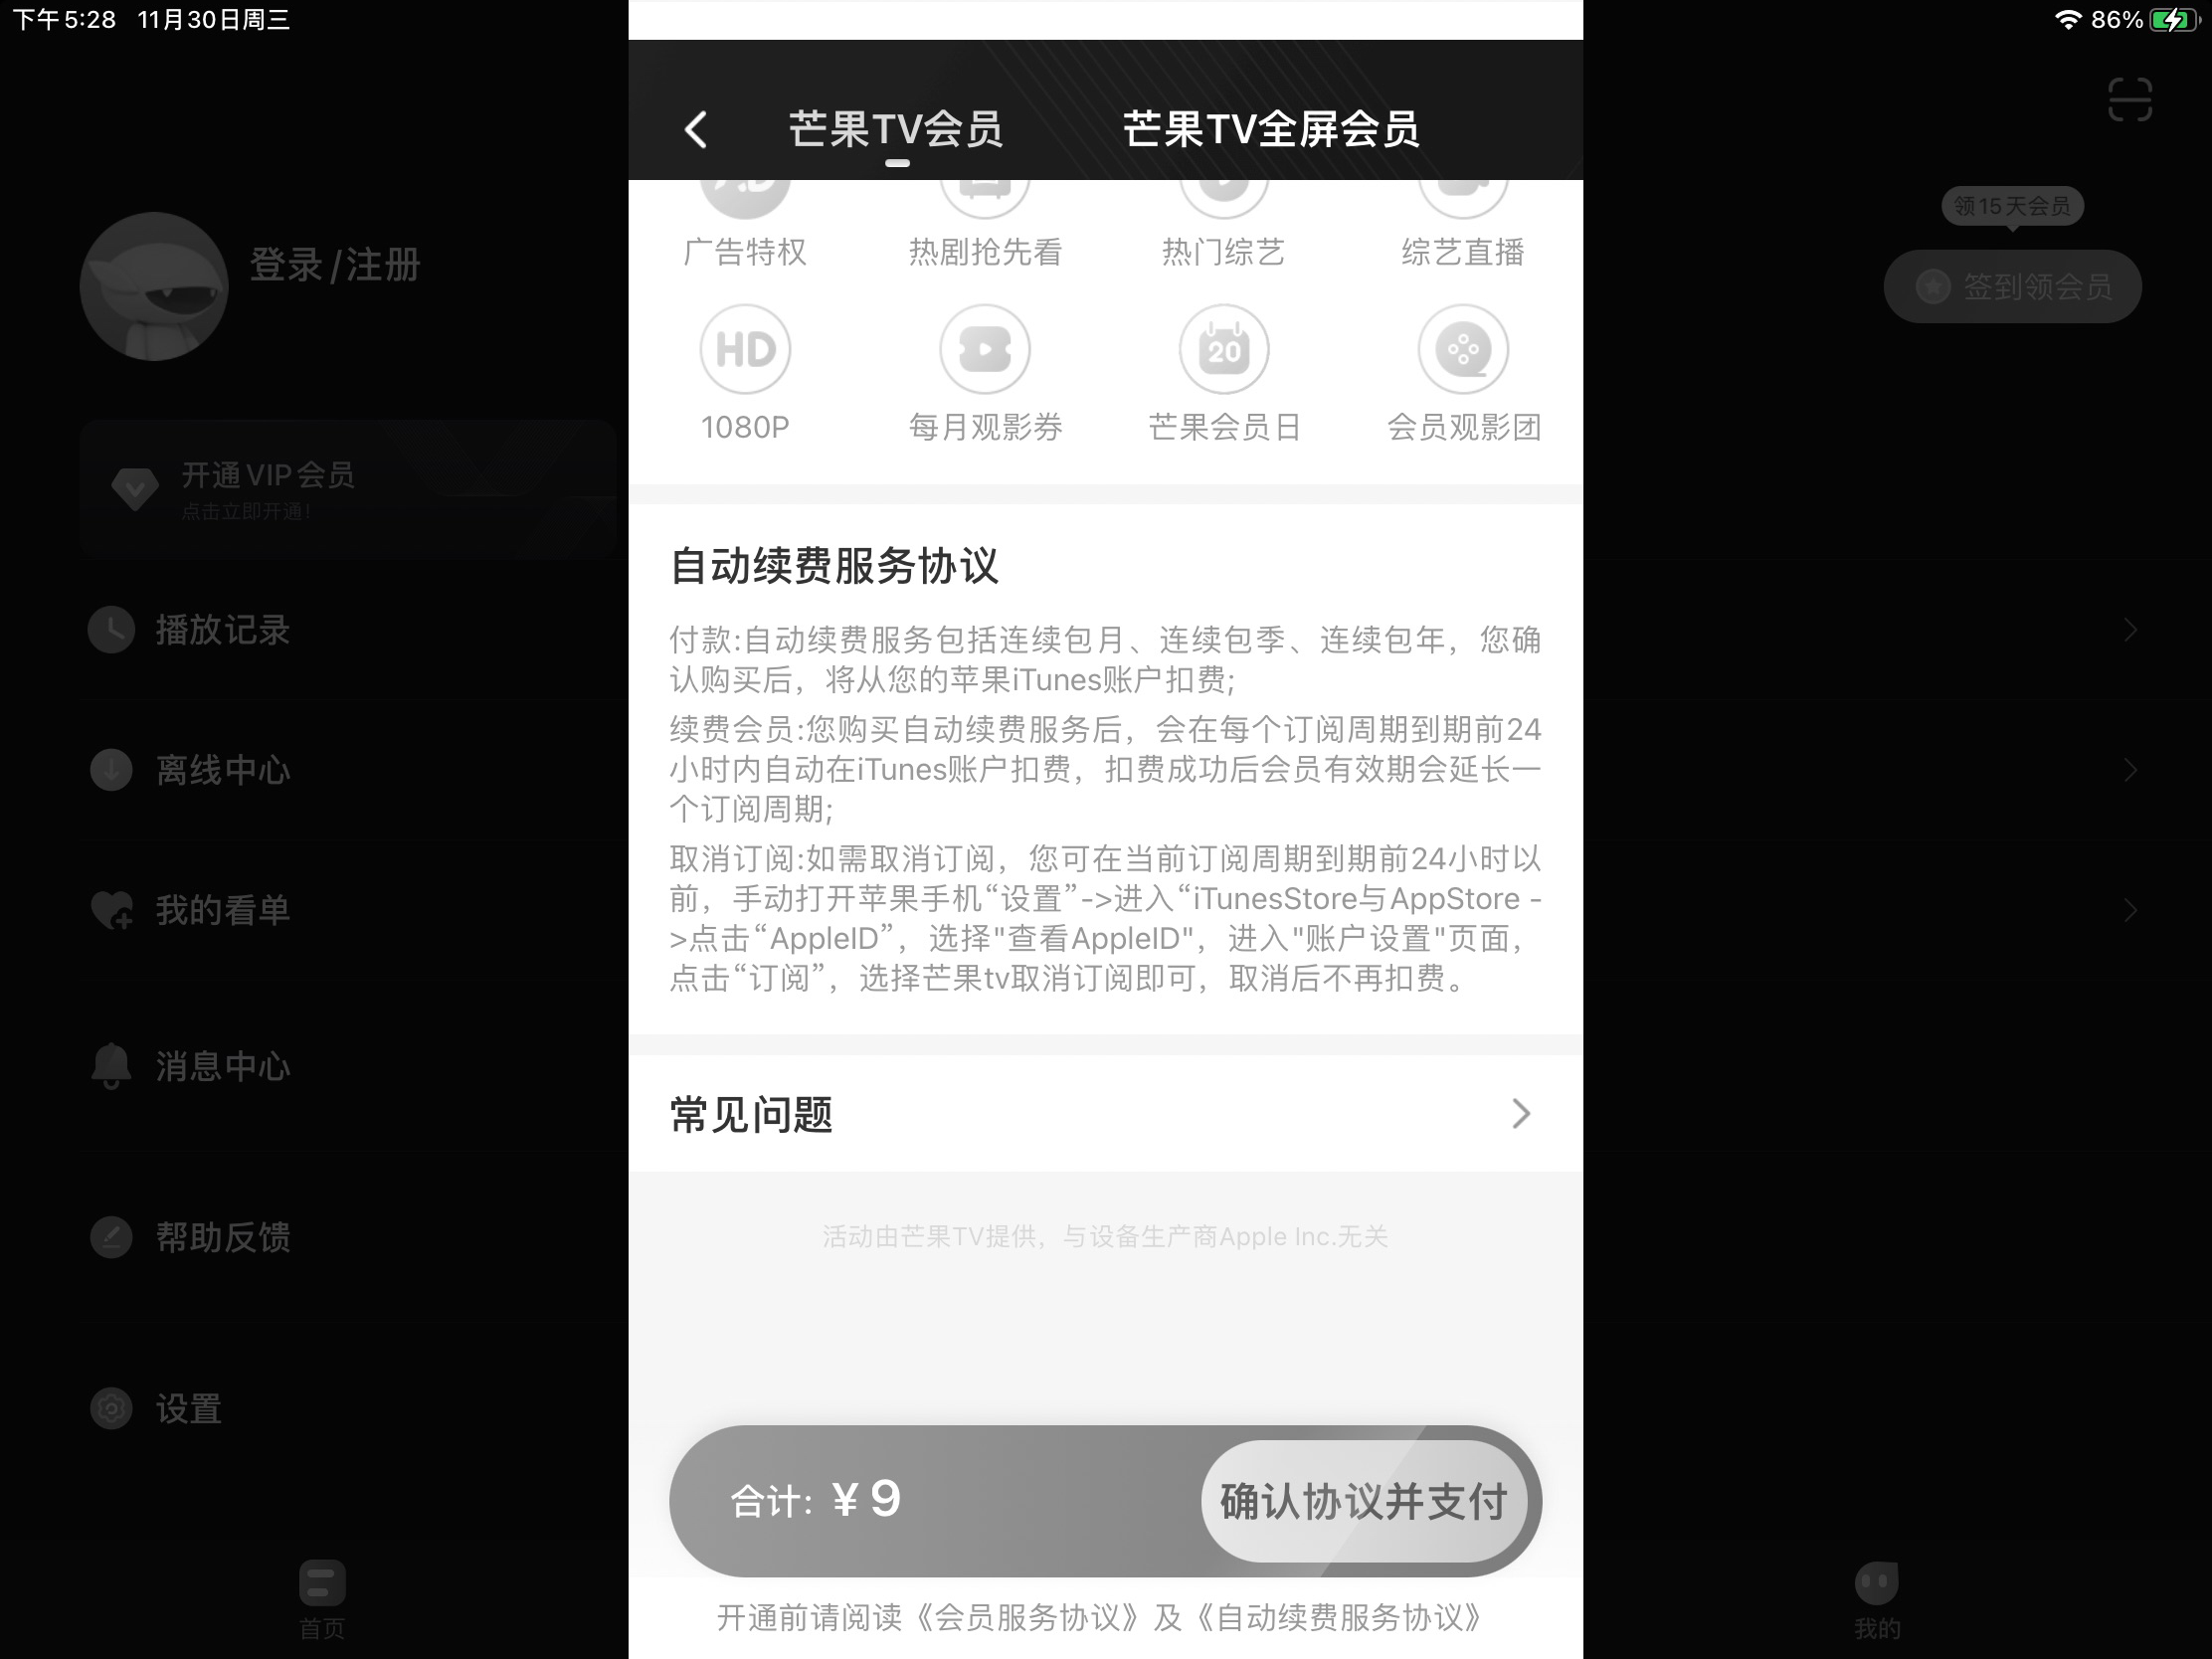 下午5:28 11月30日周三
86%
芒果TV会员 芒果TV全屏会员
领15天会员
签到领会员
登录/注册
开通VIP会员
点击立即开通!
播放记录
离线中心
我的看单
消息中心
帮助反馈
设置
首页
广告特权 热剧抢先看 热门综艺 综艺直播
HD 20
1080P 每月观影券 芒果会员日 会员观影团
自动续费服务协议
付款:自动续费服务包括连续包月、连续包季、连续包年，您确
认购买后，将从您的苹果iTunes账户扣费;
续费会员:您购买自动续费服务后，会在每个订阅周期到期前24
小时内自动在iTunes账户扣费，扣费成功后会员有效期会延长一
个订阅周期;
取消订阅:如需取消订阅，您可在当前订阅周期到期前24小时以
前，手动打开苹果手机“设置”->进入“iTunesStore与AppStore -
>点击“AppleID”，选择"查看AppleID"，进入"账户设置"页面，
点击“订阅”，选择芒果tv取消订阅即可，取消后不再扣费。
常见问题
活动由芒果TV提供，与设备生产商Apple Inc.无关
合计: ¥ 9 确认协议并支付
开通前请阅读《会员服务协议》及《自动续费服务协议》
我的